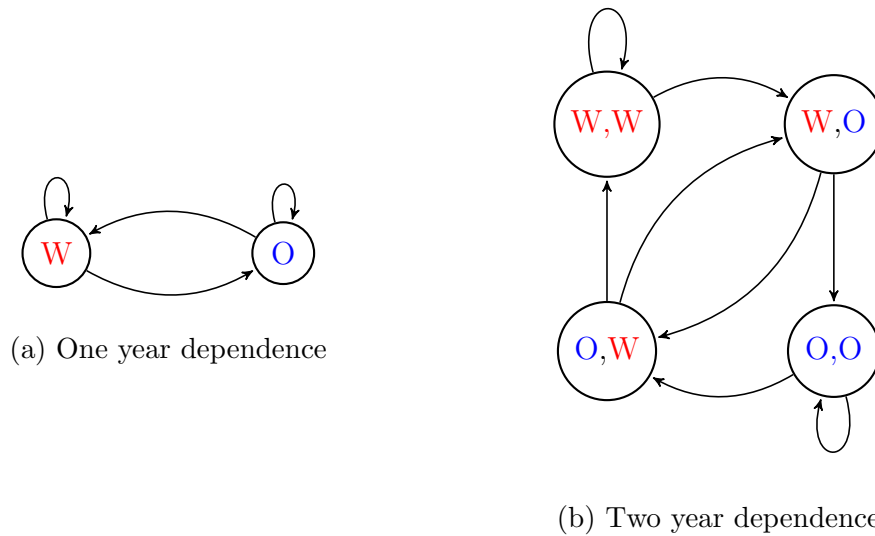 W,W
W,O
W
O
O,W
O,O
(a) One year dependence
(b) Two year dependence